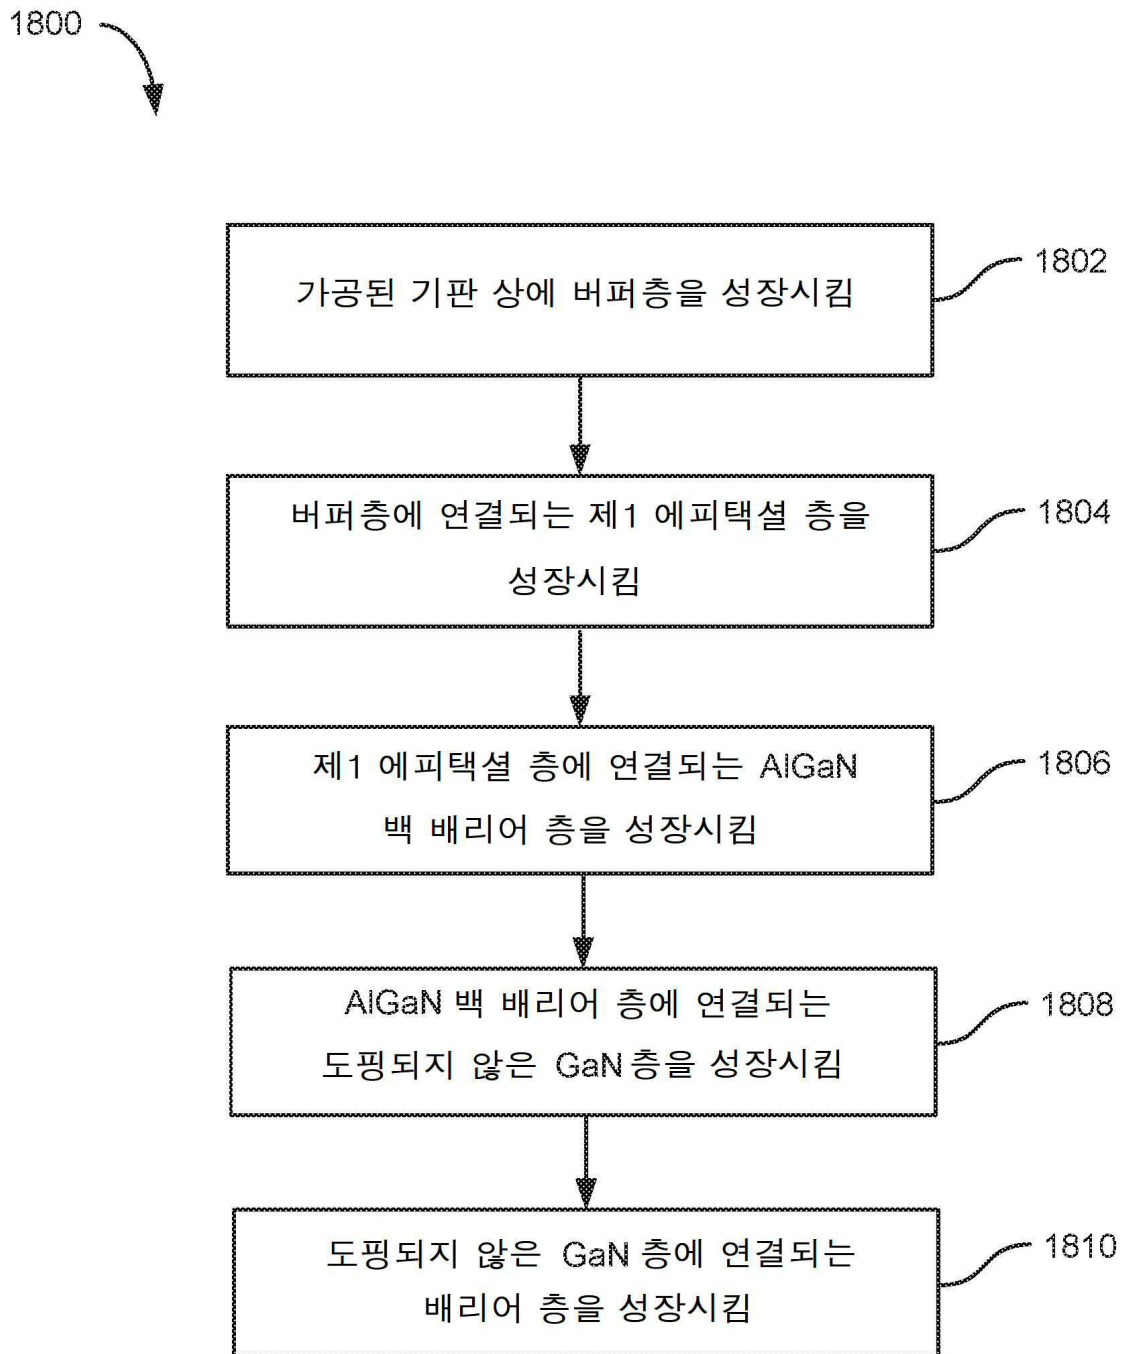 1800
가공된 기판 상에 버퍼층을 성장시킴
1802
버퍼층에 연결되는 제1 에피택셜 층을
성장시킴
1804
제1 에피택셜 층에 연결되는 AlGaN
백 배리어 층을 성장시킴
1806
AlGaN 백 배리어 층에 연결되는
도핑되지 않은 GaN 층을 성장시킴
1808
도핑되지 않은 GaN 층에 연결되는
배리어 층을 성장시킴
1810